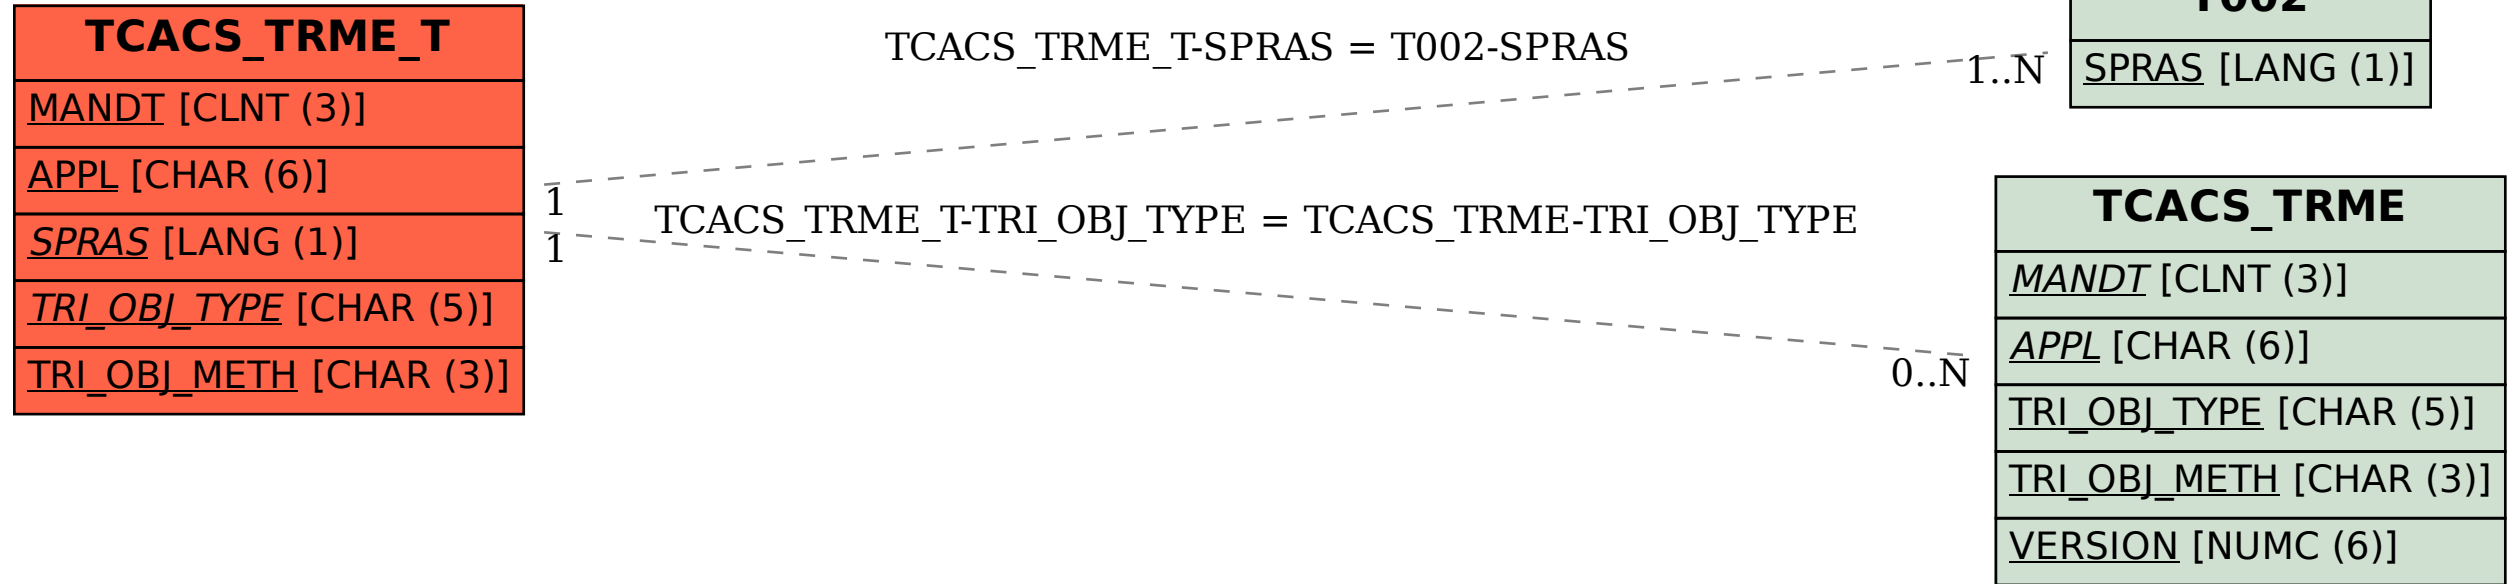 TCACS_TRME_T
MANDT [CLNT (3)]
APPL [CHAR (6)]
SPRAS [LANG (1)]
TRI_OBJ_TYPE [CHAR (5)]
TRI_OBJ_METH [CHAR (3)]
TCACS_TRME_T-SPRAS = T002-SPRAS
1
1..N
TCACS_TRME_T-TRI_OBJ_TYPE = TCACS_TRME-TRI_OBJ_TYPE
1
0..N
T002
SPRAS [LANG (1)]
TCACS_TRME
MANDT [CLNT (3)]
APPL [CHAR (6)]
TRI_OBJ_TYPE [CHAR (5)]
TRI_OBJ_METH [CHAR (3)]
VERSION [NUMC (6)]